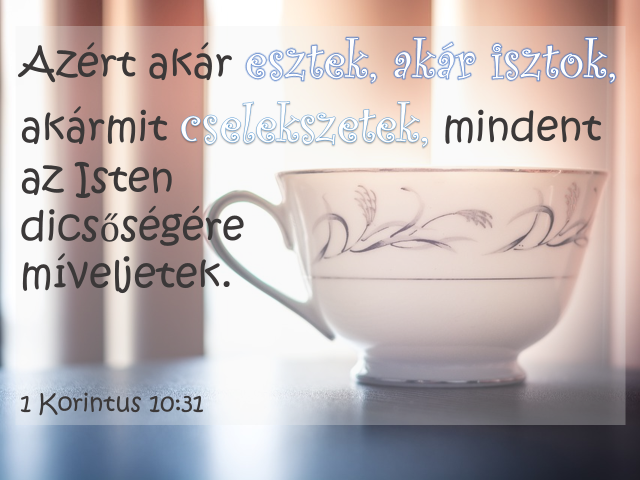 Azért akár esztek, akár isztok,
akármit cselekszetek, mindent
az Isten
dicsőségére
míveljetek.
1 Korintus 10:31